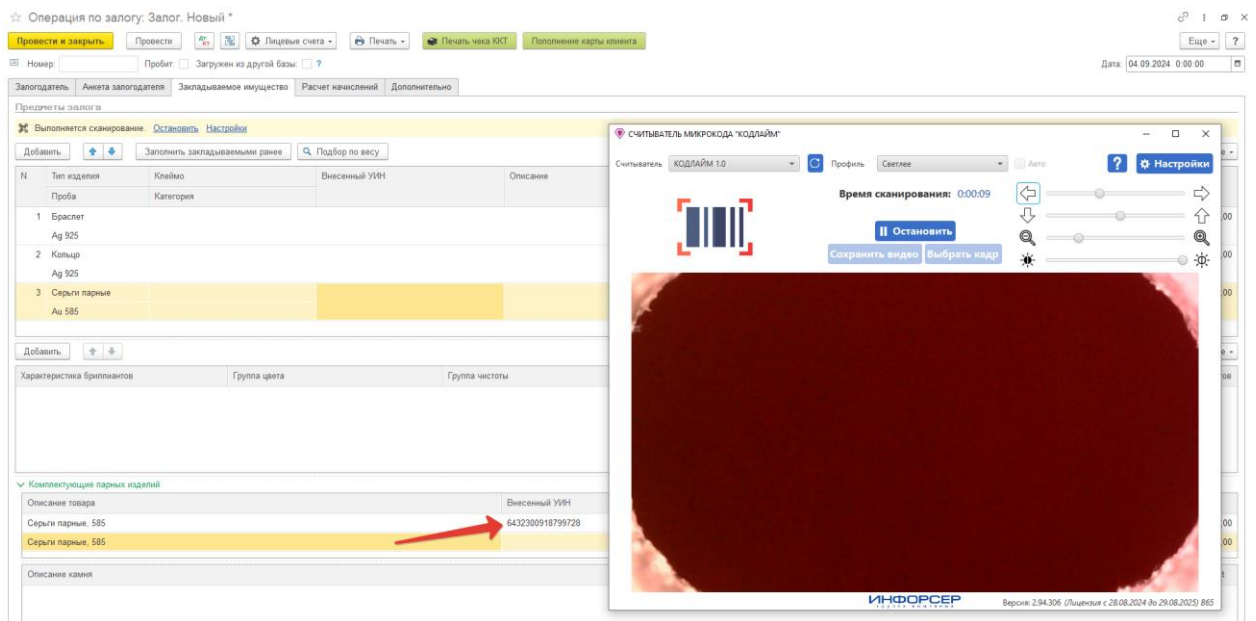 Операция по залогу: Залог. Новый *
Провести и закрыть Провести Лицевые счета Печать Печать чека ККТ Пополнение карты клиента Еще ?
Номер: Пробит: Загружен из другой базы: ? Дата: 04.09.2024 0:00:00
Залогодатель Анкета залогодателя Закладываемое имущество Расчет начислений Дополнительно
Предметы залога
Выполняется сканирование. Остановить Настройки
Добавить Заполнить закладываемыми ранее Подбор по весу
N Тип изделия Клеймо Внесенный УИН Описание
Проба Категория
1 Браслет
Ag 925
2 Кольцо
Ag 925
3 Серьги парные
Au 585
Добавить
Характеристика бриллиантов Группа цвета Группа чистоты
Комплектующие парных изделий
Описание товара Внесенный УИН
Серьги парные, 585 6432300918799728
Серьги парные, 585
Описание камня
СЧИТЫВАТЕЛЬ МИКРОКОДА "КОДЛАЙМ"
Считыватель КОДЛАЙМ 1.0 Профиль Светлее Авто ? Настройки
Время сканирования: 0:00:09
Остановить
Сохранить видео Выбрать кадр
ИНФОРСЕР
Версия: 2.94.306 (Лицензия с 28.08.2024 до 29.08.2025) B65